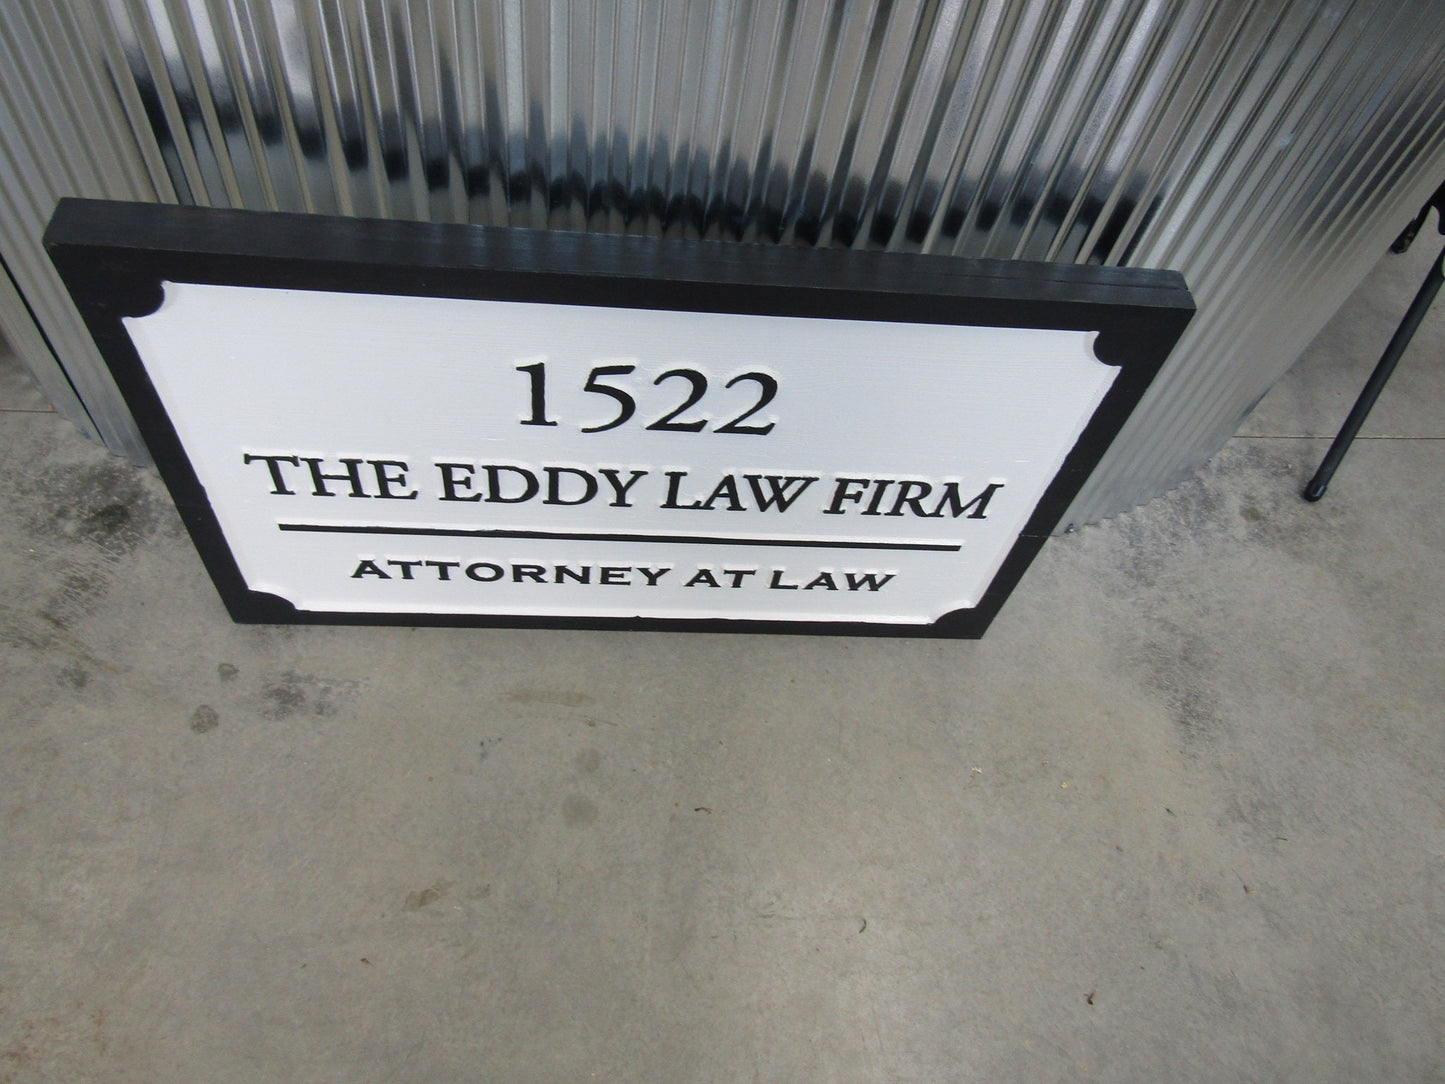 1522
THE EDDY LAW FIRM
ATTORNEY AT LAW